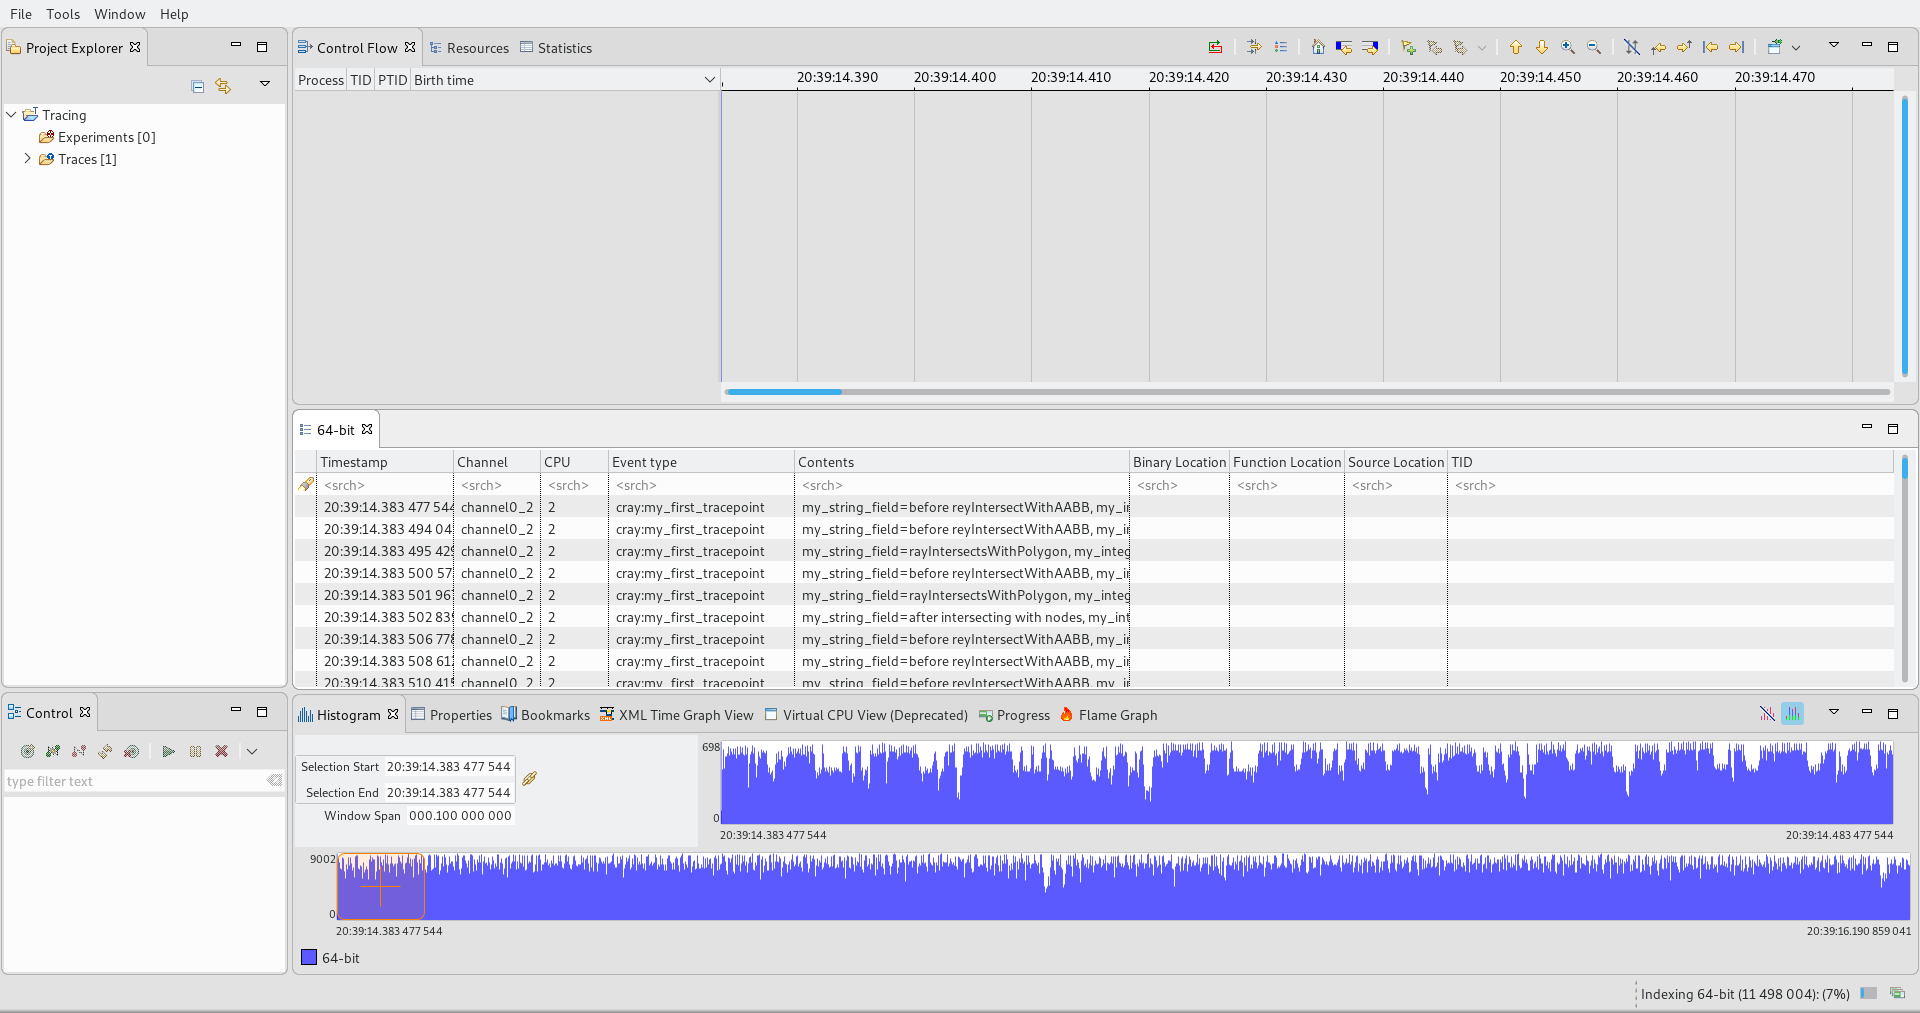 File Tools Window Help
Project Explorer
Control Flow Resources Statistics
Process TID PTID Birth time
20:39:14.390 20:39:14.400 20:39:14.410 20:39:14.420 20:39:14.430 20:39:14.440 20:39:14.450 20:39:14.460 20:39:14.470
Tracing
Experiments [0]
Traces [1]
64-bit
Timestamp Channel CPU Event type Contents Binary Location Function Location Source Location TID
<srch> <srch> <srch> <srch> <srch> <srch> <srch> <srch> <srch>
20:39:14.383 477 544 channel0_2 2 cray:my_first_tracepoint my_string_field=before reyIntersectWithAABB, my_i
20:39:14.383 494 04 channel0_2 2 cray:my_first_tracepoint my_string_field=before reyIntersectWithAABB, my_i
20:39:14.383 495 429 channel0_2 2 cray:my_first_tracepoint my_string_field=rayIntersectsWithPolygon, my_integ
20:39:14.383 500 57 channel0_2 2 cray:my_first_tracepoint my_string_field=before reyIntersectWithAABB, my_i
20:39:14.383 501 967 channel0_2 2 cray:my_first_tracepoint my_string_field=rayIntersectsWithPolygon, my_integ
20:39:14.383 502 839 channel0_2 2 cray:my_first_tracepoint my_string_field=after intersecting with nodes, my_int
20:39:14.383 506 778 channel0_2 2 cray:my_first_tracepoint my_string_field=before reyIntersectWithAABB, my_i
20:39:14.383 508 612 channel0_2 2 cray:my_first_tracepoint my_string_field=before reyIntersectWithAABB, my_i
20:39:14.383 510 415 channel0_2 2 cray:my_first_tracepoint my_string_field=before reyIntersectWithAABB, my_i
Control
type filter text
Histogram Properties Bookmarks XML Time Graph View Virtual CPU View (Deprecated) Progress Flame Graph
Selection Start 20:39:14.383 477 544
Selection End 20:39:14.383 477 544
Window Span 000.100 000 000
698
0
20:39:14.383 477 544 20:39:14.483 477 544
9002
0
20:39:14.383 477 544 20:39:16.190 859 041
64-bit
Indexing 64-bit (11 498 004): (7%)